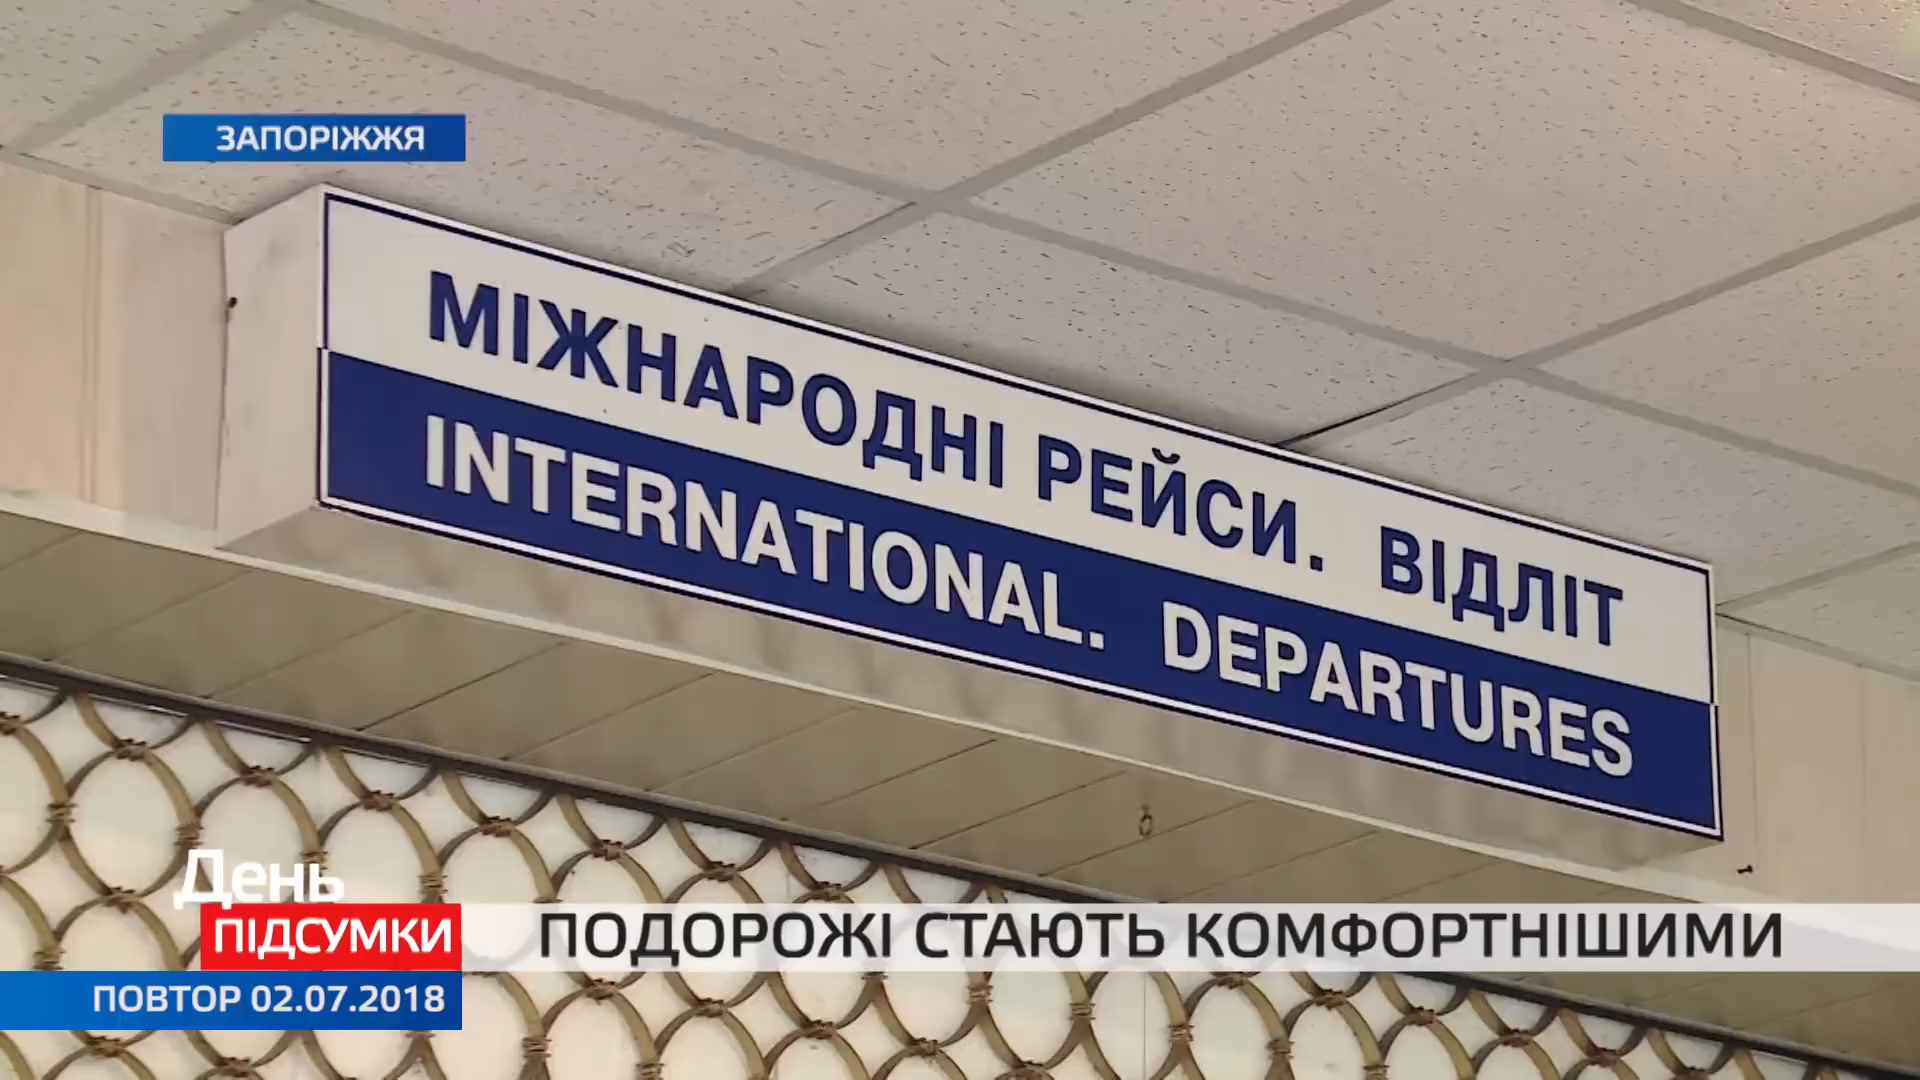 ЗАПОРІЖЖЯ
МІЖНАРОДНІ РЕЙСИ. ВІДЛІТ
INTERNATIONAL. DEPARTURES
День
ПІДСУМКИ
ПОДОРОЖІ СТАЮТЬ КОМФОРТНІШИМИ
ПОВТОР 02.07.2018